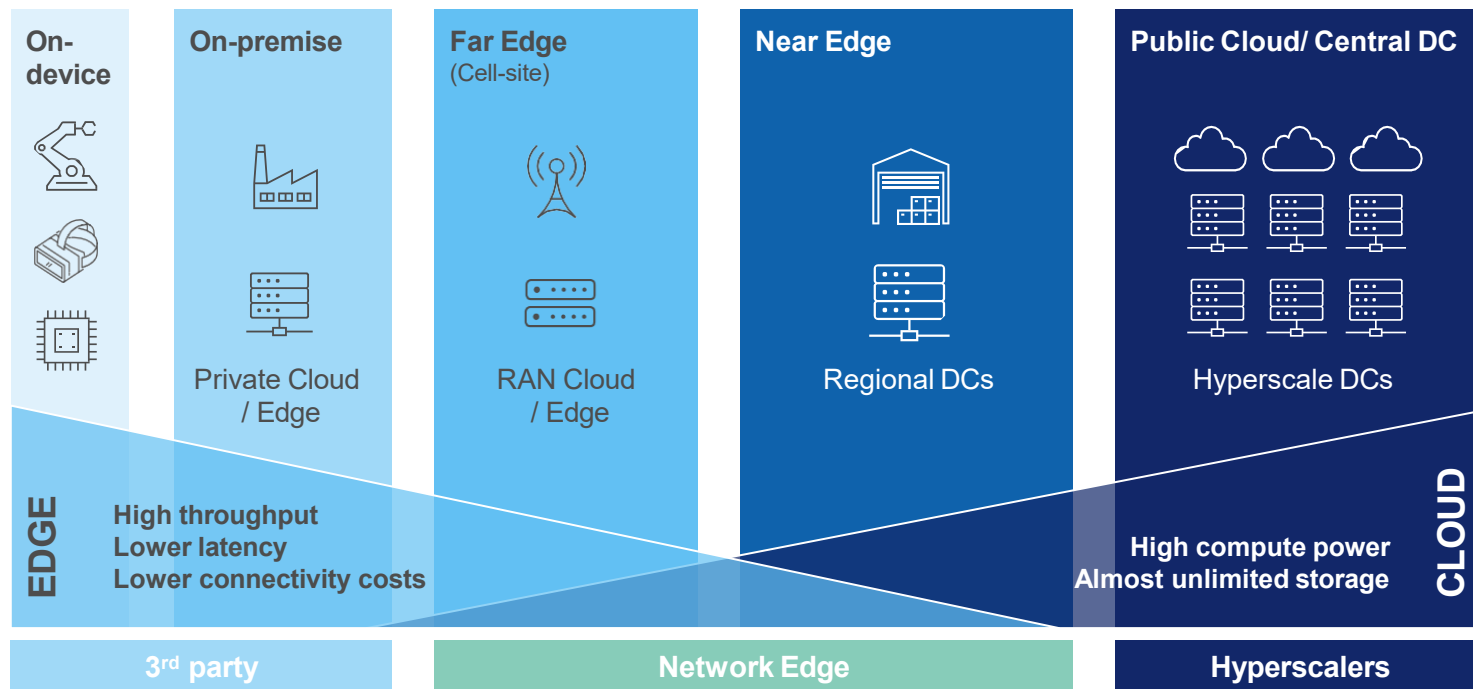 On-
device
On-premise
Far Edge
(Cell-site)
Near Edge
Public Cloud/ Central DC
Private Cloud
/ Edge
RAN Cloud
/ Edge
Regional DCs
Hyperscale DCs
EDGE
High throughput
Lower latency
Lower connectivity costs
High compute power
Almost unlimited storage
CLOUD
3rd party
Network Edge
Hyperscalers